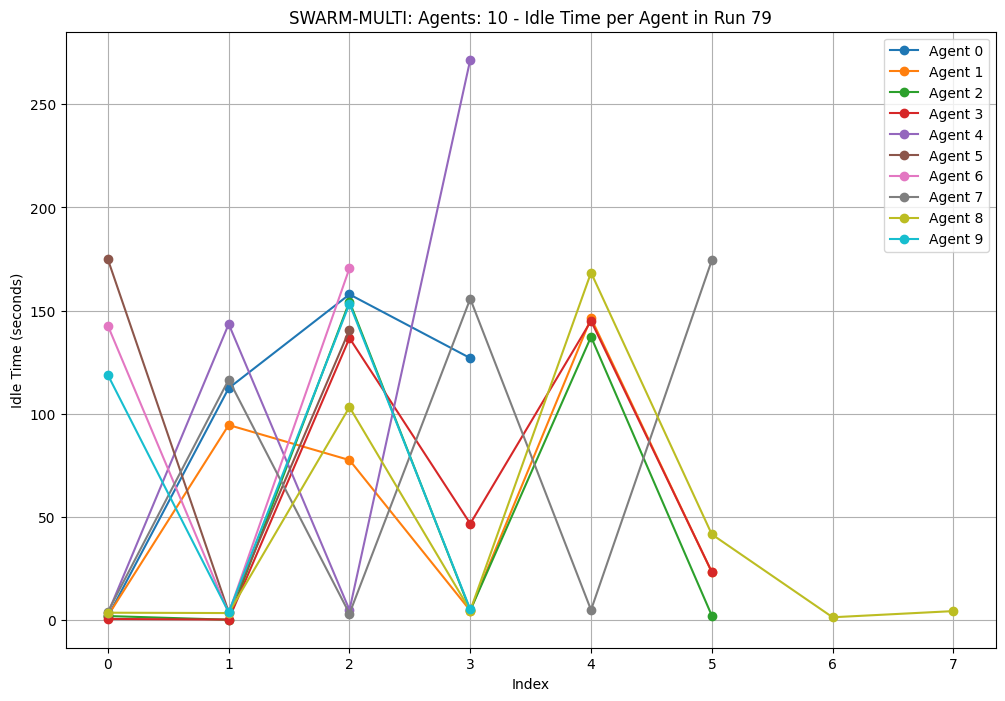 SWARM-MULTI: Agents: 10 - Idle Time per Agent in Run 79
Idle Time (seconds)
250
200
150
100
50
0
0 1 2 3 4 5 6 7
Index
Agent 0
Agent 1
Agent 2
Agent 3
Agent 4
Agent 5
Agent 6
Agent 7
Agent 8
Agent 9